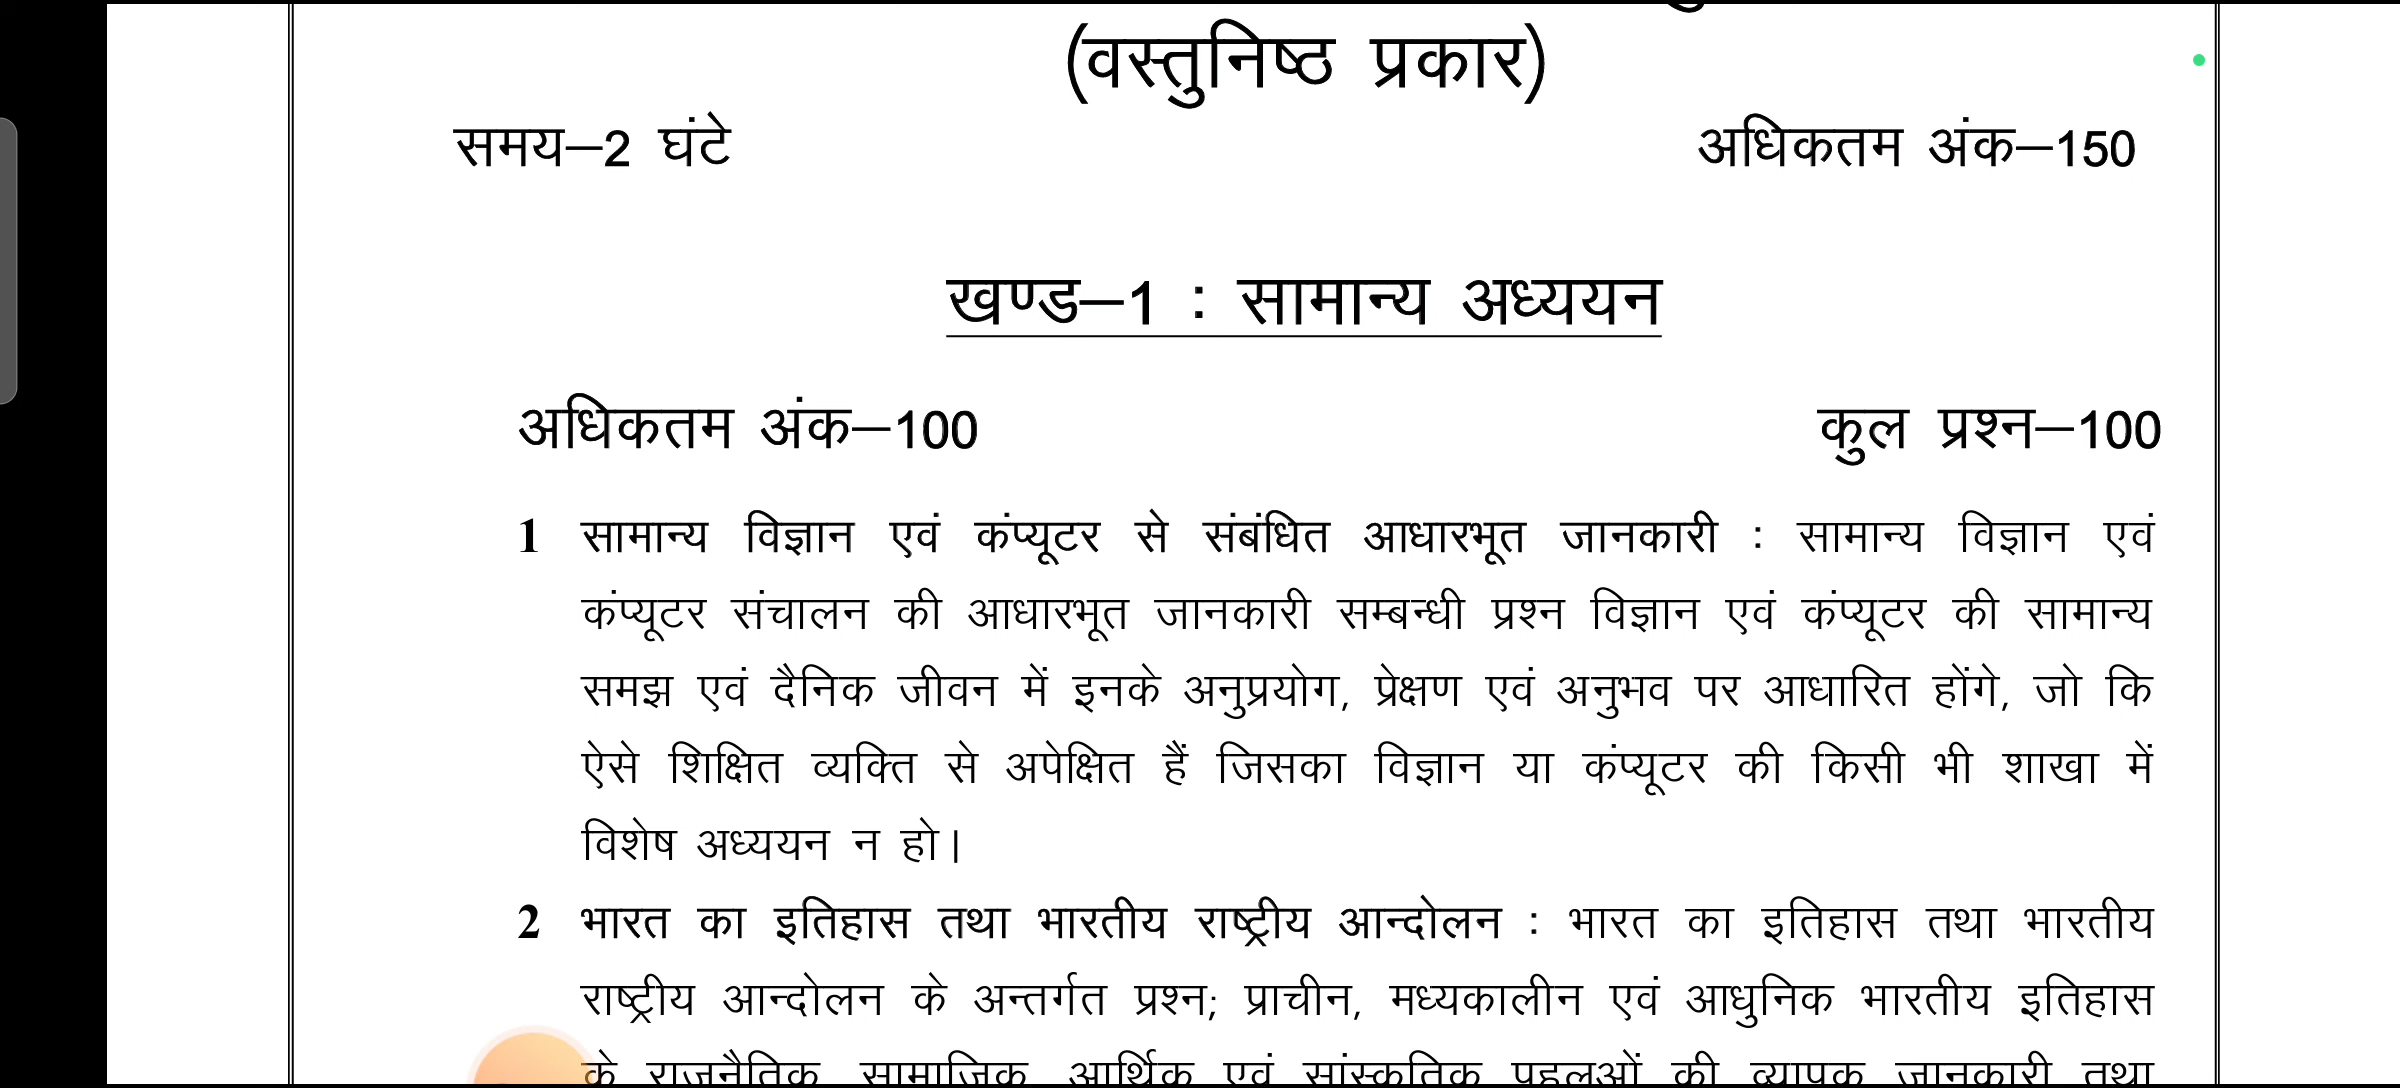 (वस्तुनिष्ठ प्रकार)
समय–2 घंटे अधिकतम अंक–150
खण्ड–1 : सामान्य अध्ययन
अधिकतम अंक–100 कुल प्रश्न–100
1 सामान्य विज्ञान एवं कंप्यूटर से संबंधित आधारभूत जानकारी : सामान्य विज्ञान एवं
कंप्यूटर संचालन की आधारभूत जानकारी सम्बन्धी प्रश्न विज्ञान एवं कंप्यूटर की सामान्य
समझ एवं दैनिक जीवन में इनके अनुप्रयोग, प्रेक्षण एवं अनुभव पर आधारित होंगे, जो कि
ऐसे शिक्षित व्यक्ति से अपेक्षित हैं जिसका विज्ञान या कंप्यूटर की किसी भी शाखा में
विशेष अध्ययन न हो।
2 भारत का इतिहास तथा भारतीय राष्ट्रीय आन्दोलन : भारत का इतिहास तथा भारतीय
राष्ट्रीय आन्दोलन के अन्तर्गत प्रश्न; प्राचीन, मध्यकालीन एवं आधुनिक भारतीय इतिहास
के राजनैतिक, सामाजिक, आर्थिक एवं सांस्कृतिक पहलुओं की व्यापक जानकारी तथा